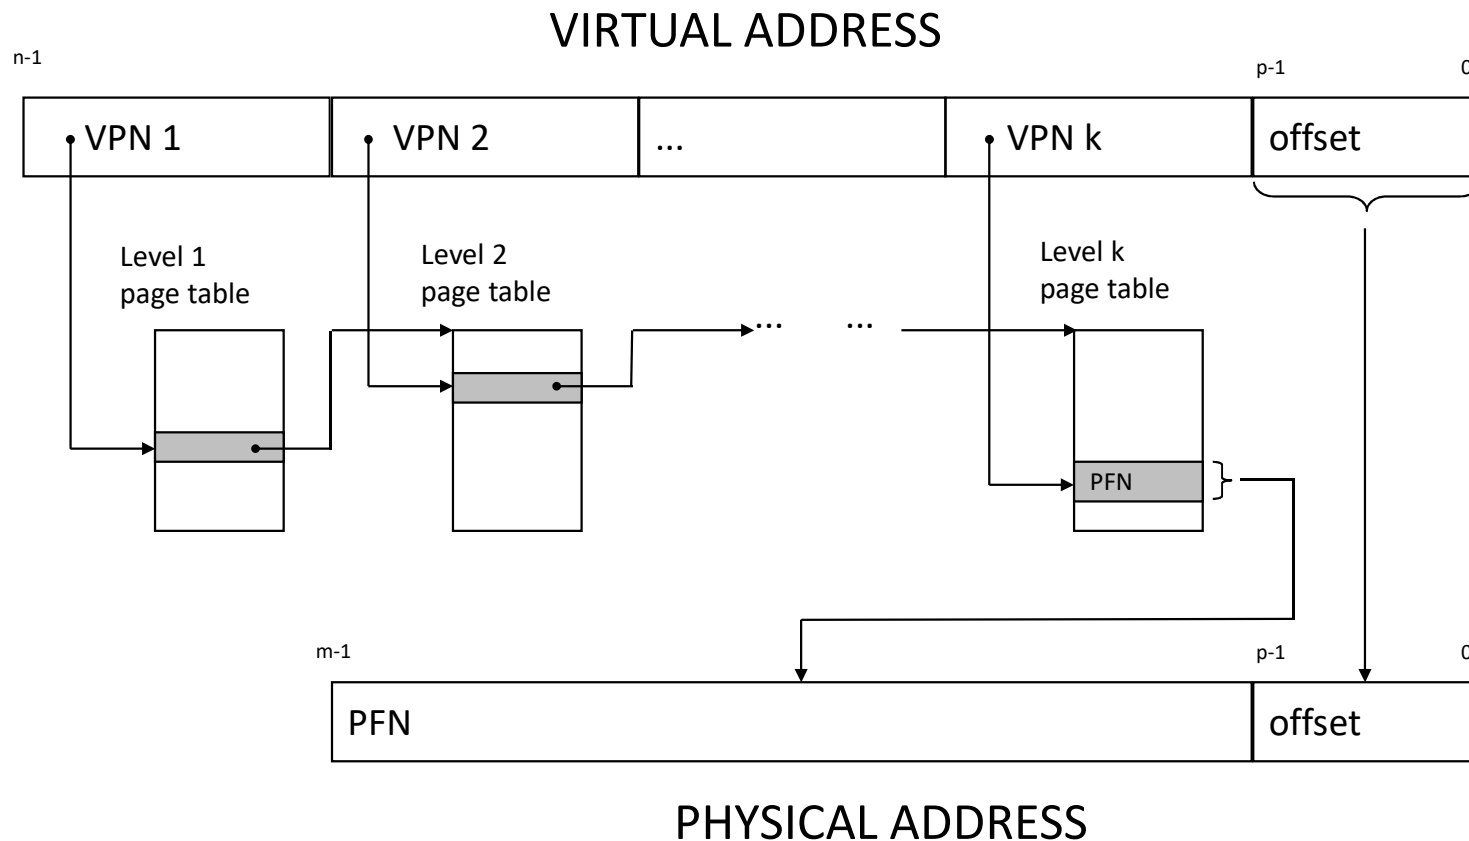 VIRTUAL ADDRESS
n-1
p-1
0
VPN 1
VPN 2
...
VPN k
offset
Level 1
page table
Level 2
page table
Level k
page table
...
...
PFN
m-1
p-1
0
PFN
offset
PHYSICAL ADDRESS